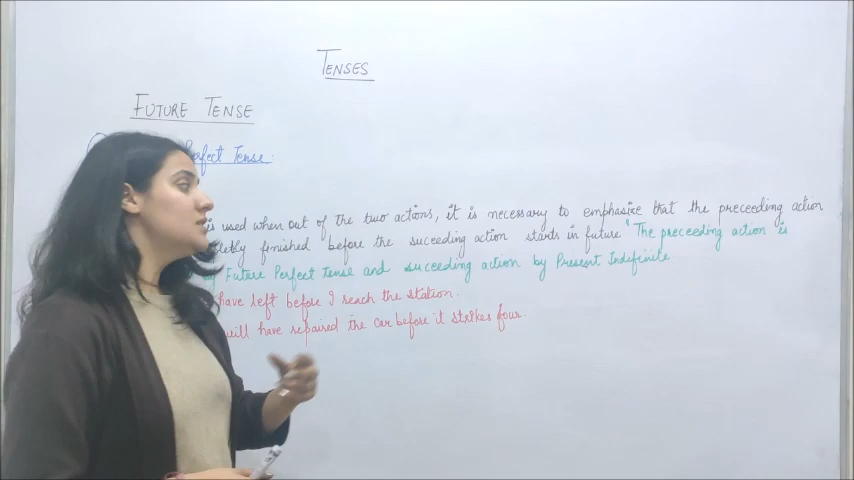 TENSES
FUTURE TENSE
Perfect Tense:
is used when out of the two actions, it is necessary to emphasize that the preceeding action
finished before the suceeding action starts in future" The preceeding action is
Future Perfect Tense and suceeding action by Present Indefinite.
have left before I reach the station.
will have repaired the car before it strikes four.